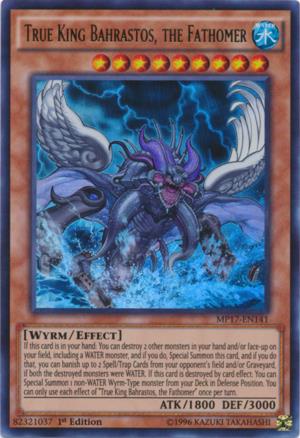 TRUE KING BAHRASTOS, THE FATHOMER
WATER
水
MP17-EN141
[WYRM/EFFECT]
If this card is in your hand: You can destroy 2 other monsters in your hand and/or face-up on
your field, including a WATER monster, and if you do, Special Summon this card, and if you do
that, you can banish up to 2 Spell/Trap Cards from your opponent's field and/or Graveyard,
if both the destroyed monsters were WATER. If this card is destroyed by card effect: You can
Special Summon 1 non-WATER Wyrm-Type monster from your Deck in Defense Position. You
can only use each effect of "True King Bahrastos, the Fathomer" once per turn.
ATK/1800 DEF/3000
82321037 1st Edition ©1996 KAZUKI TAKAHASHI